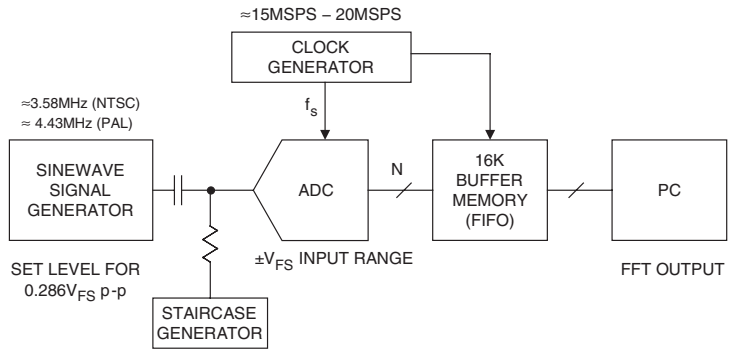 ≈15MSPS – 20MSPS
CLOCK
GENERATOR
≈3.58MHz (NTSC)
≈ 4.43MHz (PAL)
fs
SINEWAVE
SIGNAL
GENERATOR
ADC
N
16K
BUFFER
MEMORY
(FIFO)
PC
±VFS INPUT RANGE
SET LEVEL FOR
0.286VFS p-p
FFT OUTPUT
STAIRCASE
GENERATOR